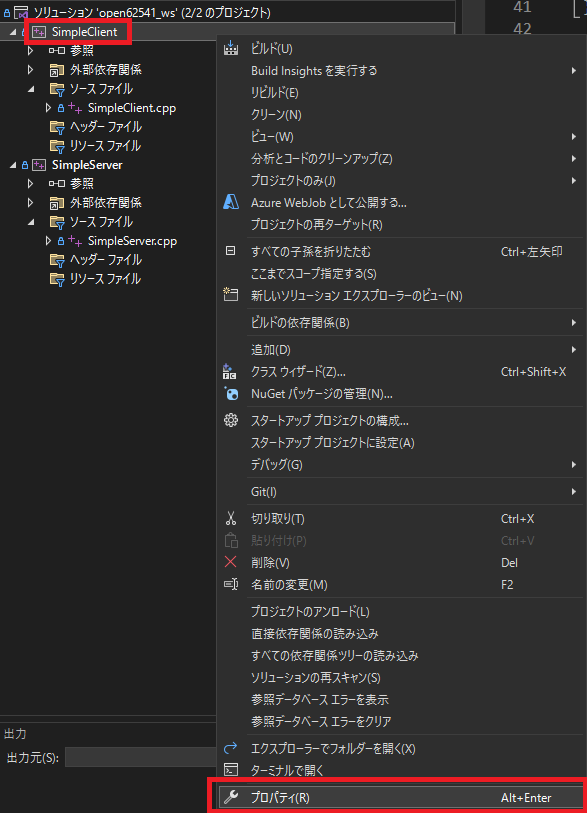 ソリューション 'open62541_ws' (2/2 のプロジェクト)
SimpleClient
参照
外部依存関係
ソース ファイル
SimpleClient.cpp
ヘッダー ファイル
リソース ファイル
SimpleServer
参照
外部依存関係
ソース ファイル
SimpleServer.cpp
ヘッダー ファイル
リソース ファイル
41
42
ビルド(U)
Build Insights を実行する
リビルド(E)
クリーン(N)
ビュー(W)
分析とコードのクリーンアップ(Z)
プロジェクトのみ(J)
Azure WebJob として公開する...
プロジェクトの再ターゲット(R)
すべての子孫を折りたたむ Ctrl+左矢印
ここまでスコープ指定する(S)
新しいソリューション エクスプローラーのビュー(N)
ビルドの依存関係(B)
追加(D)
クラス ウィザード(Z)... Ctrl+Shift+X
NuGet パッケージの管理(N)...
スタートアップ プロジェクトの構成...
スタートアップ プロジェクトに設定(A)
デバッグ(G)
Git(I)
切り取り(T) Ctrl+X
貼り付け(P) Ctrl+V
削除(V) Del
名前の変更(M) F2
プロジェクトのアンロード(L)
直接依存関係の読み込み
すべての依存関係ツリーの読み込み
ソリューションの再スキャン(S)
参照データベース エラーを表示
参照データベース エラーをクリア
エクスプローラーでフォルダーを開く(X)
ターミナルで開く
プロパティ(R) Alt+Enter
出力
出力元(S):